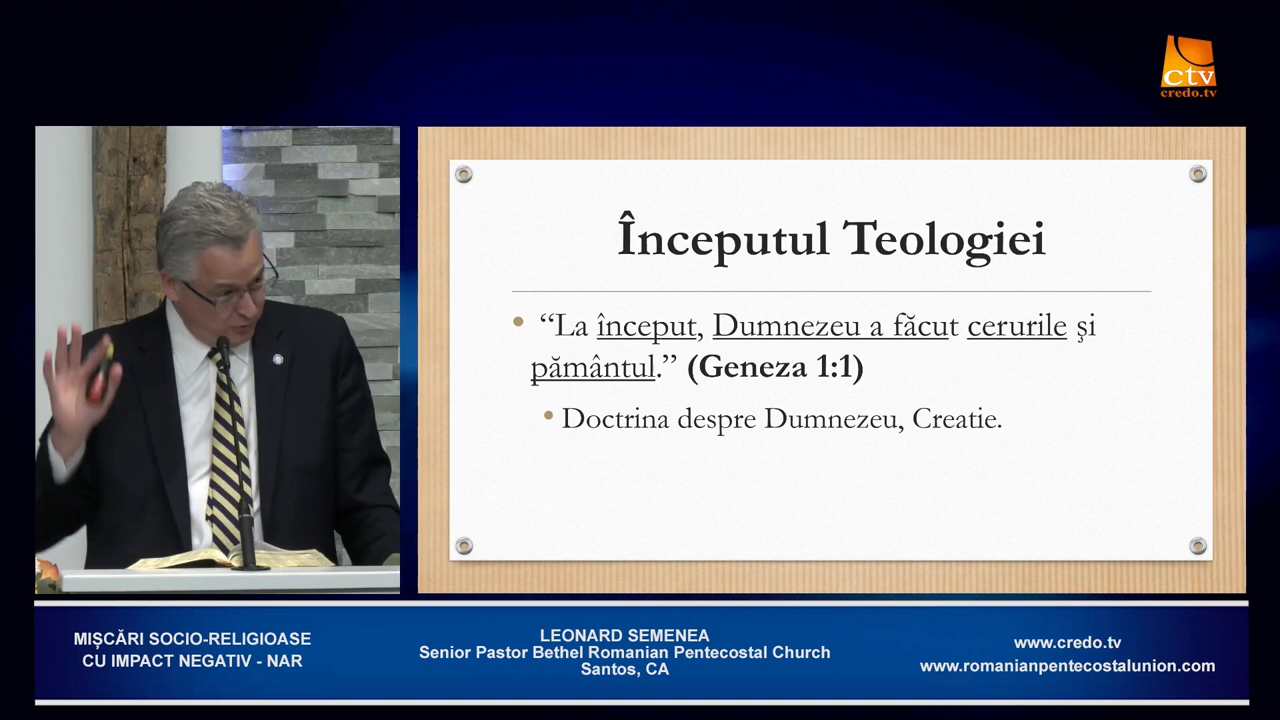 ctv
credo.tv
Începutul Teologiei
• “La început, Dumnezeu a făcut cerurile și
pământul.” (Geneza 1:1)
• Doctrina despre Dumnezeu, Creatie.
MIȘCĂRI SOCIO-RELIGIOASE
CU IMPACT NEGATIV - NAR
LEONARD SEMENEA
Senior Pastor Bethel Romanian Pentecostal Church
Santos, CA
www.credo.tv
www.romanianpentecostalunion.com